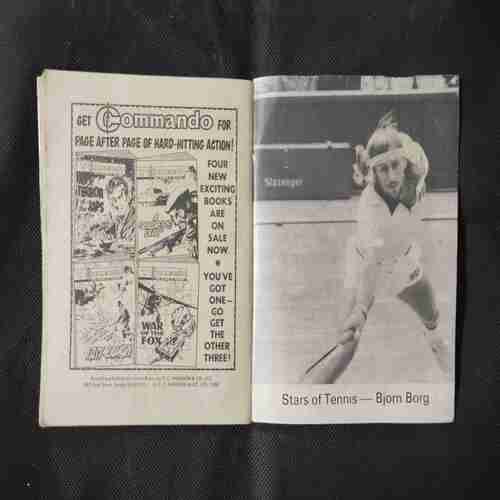 GET Commando FOR
PAGE AFTER PAGE OF HARD-HITTING ACTION!
FOUR
NEW
EXCITING
BOOKS
ARE
ON
SALE
NOW.
YOU'VE
GOT
ONE—
GO
GET
THE
OTHER
THREE!
WAR
OF THE
FOX
Slazenger
Stars of Tennis — Bjorn Borg